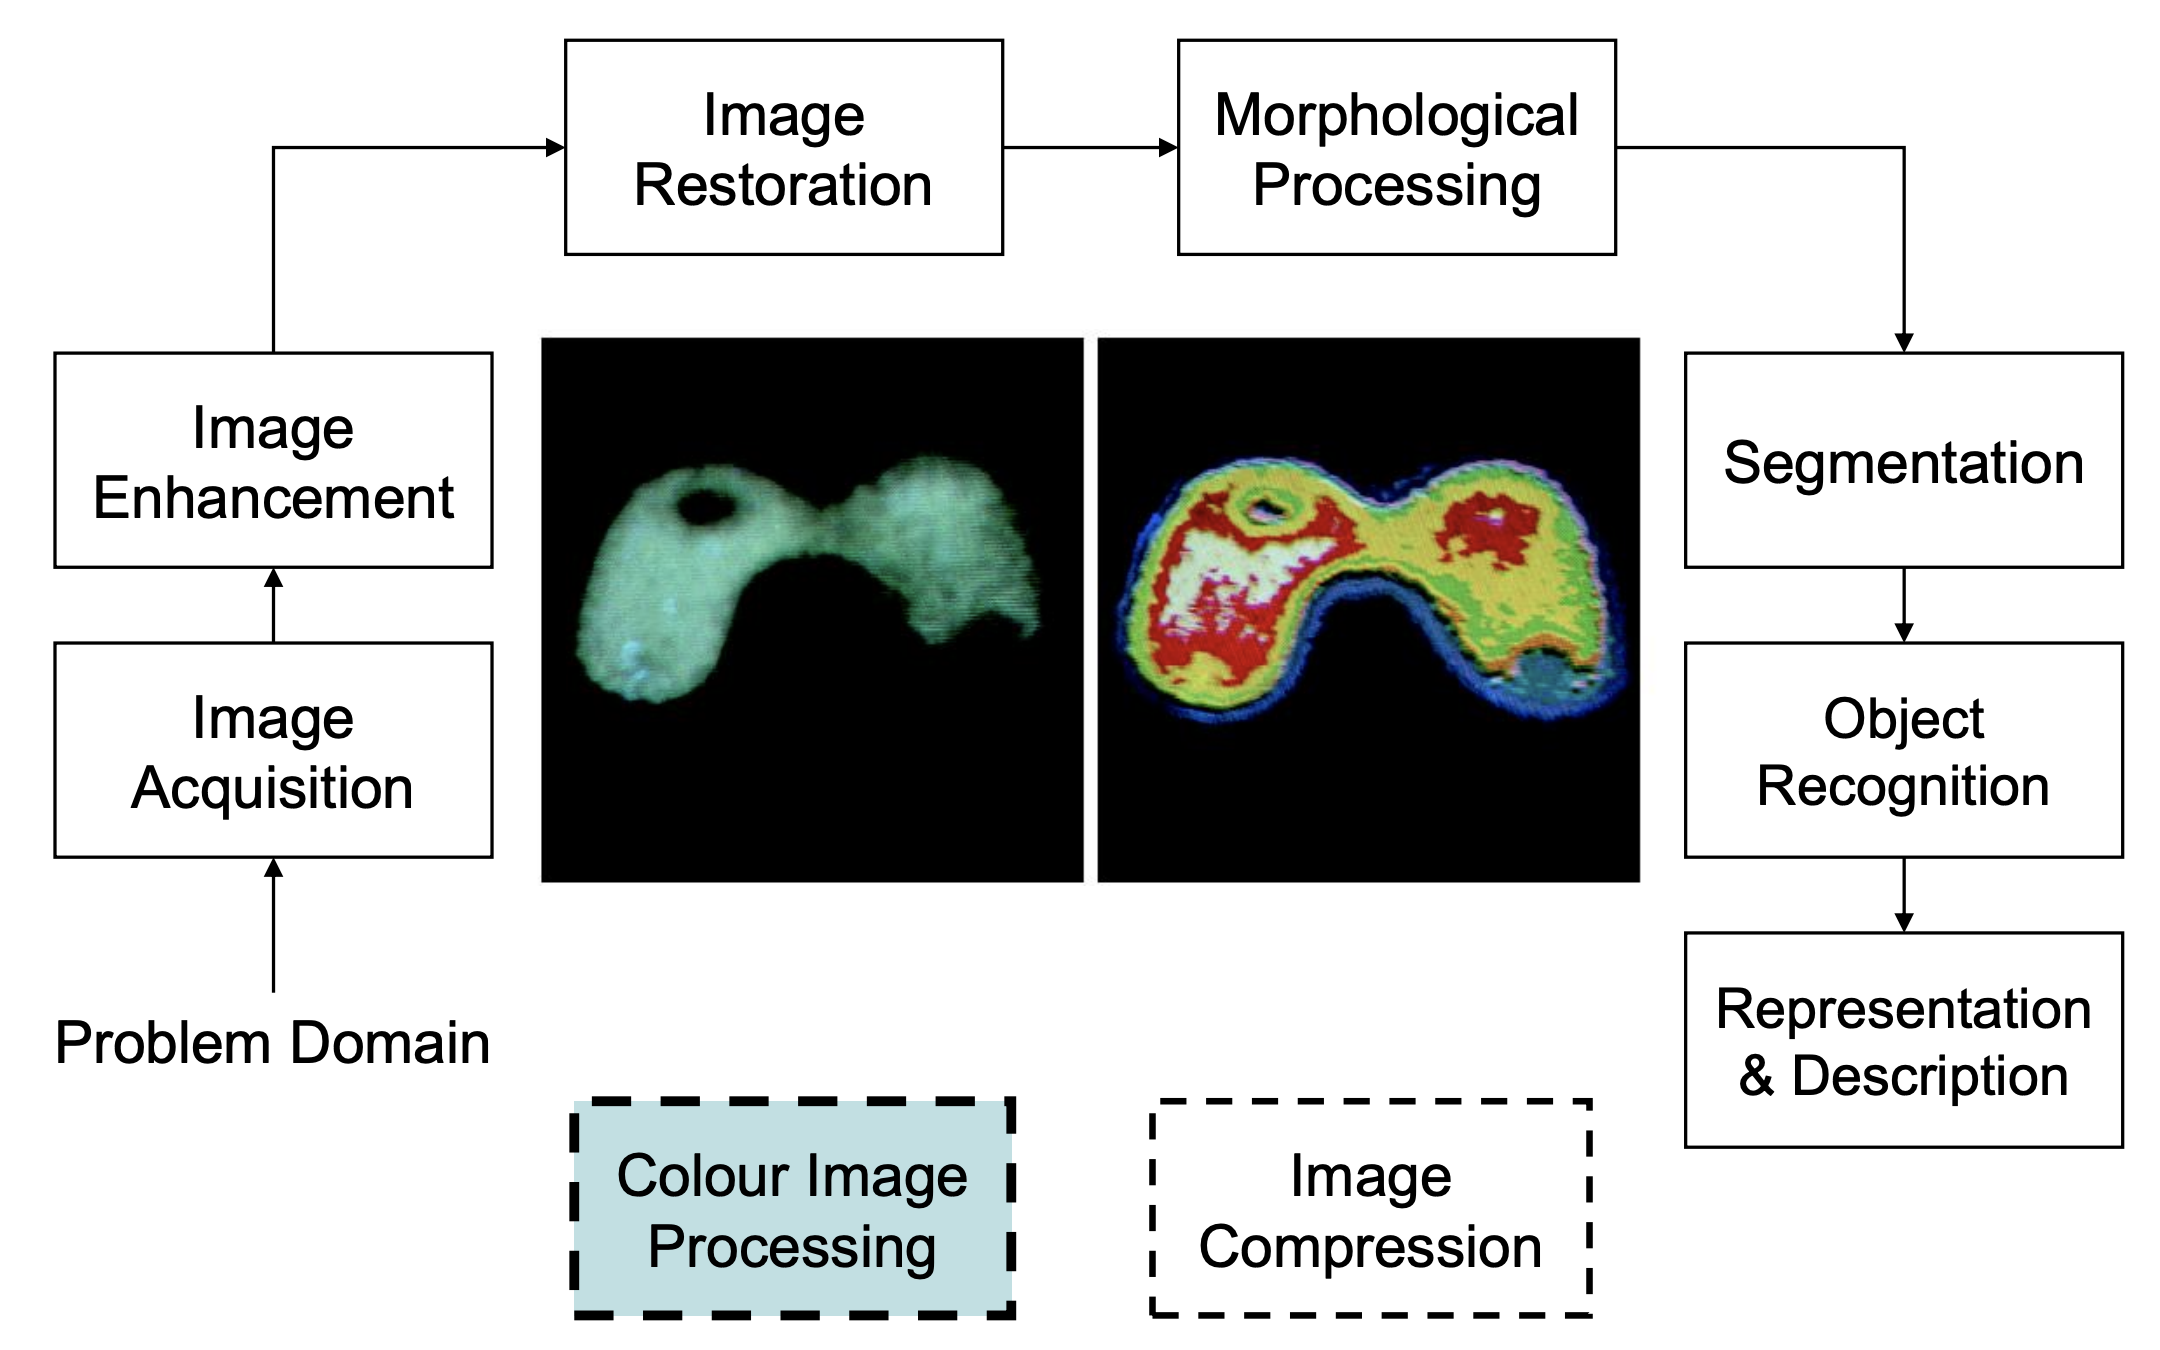 Image
Restoration
Morphological
Processing
Image
Enhancement
Segmentation
Image
Acquisition
Object
Recognition
Problem Domain
Representation
& Description
Colour Image
Processing
Image
Compression